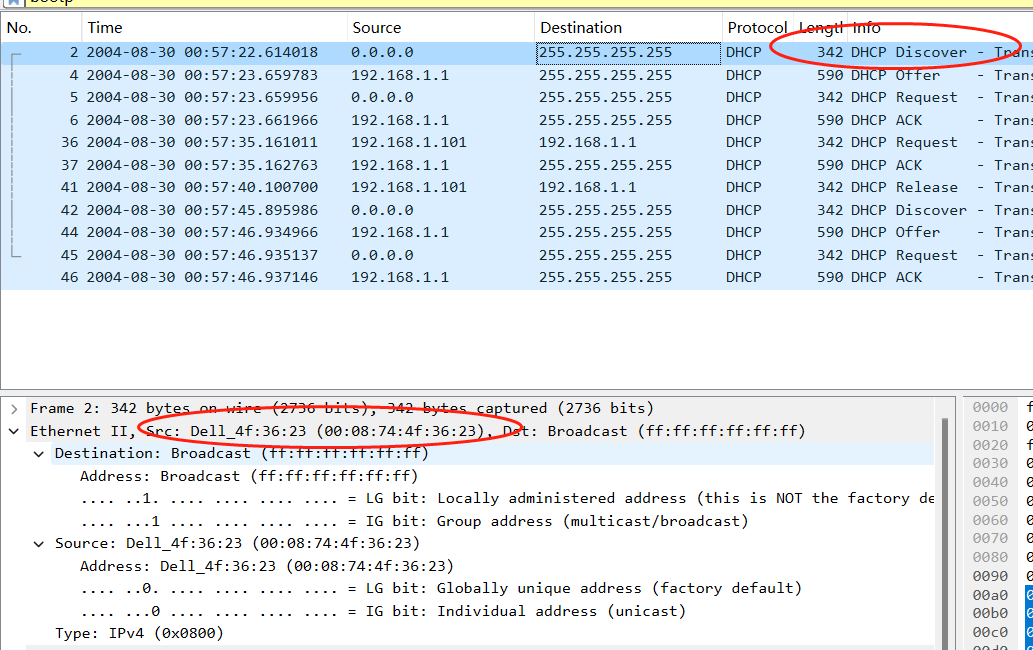 bootp
No. Time Source Destination Protocol Length Info
2 2004-08-30 00:57:22.614018 0.0.0.0 255.255.255.255 DHCP 342 DHCP Discover - Trans
4 2004-08-30 00:57:23.659783 192.168.1.1 255.255.255.255 DHCP 590 DHCP Offer - Trans
5 2004-08-30 00:57:23.659956 0.0.0.0 255.255.255.255 DHCP 342 DHCP Request - Trans
6 2004-08-30 00:57:23.661966 192.168.1.1 255.255.255.255 DHCP 590 DHCP ACK - Trans
36 2004-08-30 00:57:35.161011 192.168.1.101 192.168.1.1 DHCP 342 DHCP Request - Trans
37 2004-08-30 00:57:35.162763 192.168.1.1 255.255.255.255 DHCP 590 DHCP ACK - Trans
41 2004-08-30 00:57:40.100700 192.168.1.101 192.168.1.1 DHCP 342 DHCP Release - Trans
42 2004-08-30 00:57:45.895986 0.0.0.0 255.255.255.255 DHCP 342 DHCP Discover - Trans
44 2004-08-30 00:57:46.934966 192.168.1.1 255.255.255.255 DHCP 590 DHCP Offer - Trans
45 2004-08-30 00:57:46.935137 0.0.0.0 255.255.255.255 DHCP 342 DHCP Request - Trans
46 2004-08-30 00:57:46.937146 192.168.1.1 255.255.255.255 DHCP 590 DHCP ACK - Trans
Frame 2: 342 bytes on wire (2736 bits), 342 bytes captured (2736 bits)
Ethernet II, Src: Dell_4f:36:23 (00:08:74:4f:36:23), Dst: Broadcast (ff:ff:ff:ff:ff:ff)
Destination: Broadcast (ff:ff:ff:ff:ff:ff)
Address: Broadcast (ff:ff:ff:ff:ff:ff)
.... ..1. .... .... .... .... = LG bit: Locally administered address (this is NOT the factory de
.... ...1 .... .... .... .... = IG bit: Group address (multicast/broadcast)
Source: Dell_4f:36:23 (00:08:74:4f:36:23)
Address: Dell_4f:36:23 (00:08:74:4f:36:23)
.... ..0. .... .... .... .... = LG bit: Globally unique address (factory default)
.... ...0 .... .... .... .... = IG bit: Individual address (unicast)
Type: IPv4 (0x0800)
0000
0010
0020
0030
0040
0050
0060
0070
0080
0090
00a0
00b0
00c0